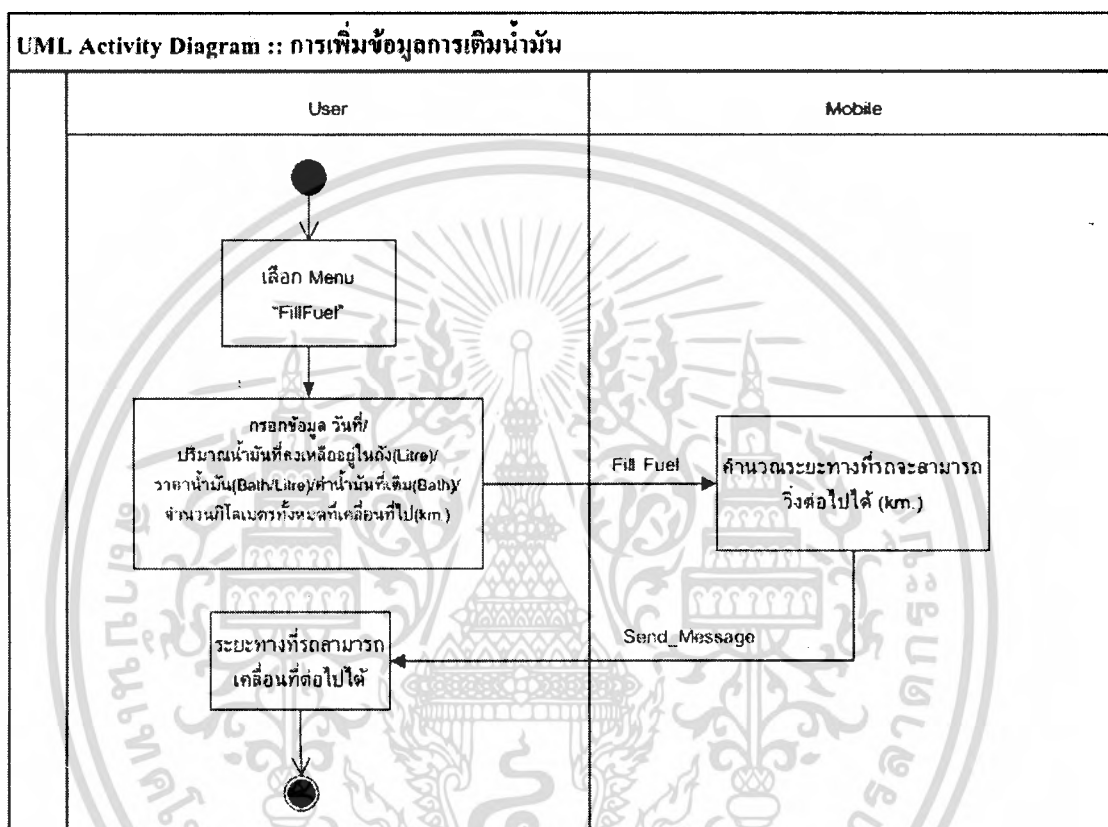 UML Activity Diagram :: การเพิ่มข้อมูลการเติมน้ำมัน
User
Mobile
เลือก Menu
"FillFuel"
กรอกข้อมูล วันที่/
ปริมาณน้ำมันที่คงเหลืออยู่ในถัง(Litre)/
ราคาน้ำมัน(Bath/Litre)/ค่าน้ำมันที่เติม(Bath)/
จำนวนกิโลเมตรทั้งหมดที่เคลื่อนที่ไป(km.)
Fill Fuel
คำนวณระยะทางที่รถจะสามารถ
วิ่งต่อไปได้ (km.)
Send_Message
ระยะทางที่รถสามารถ
เคลื่อนที่ต่อไปได้